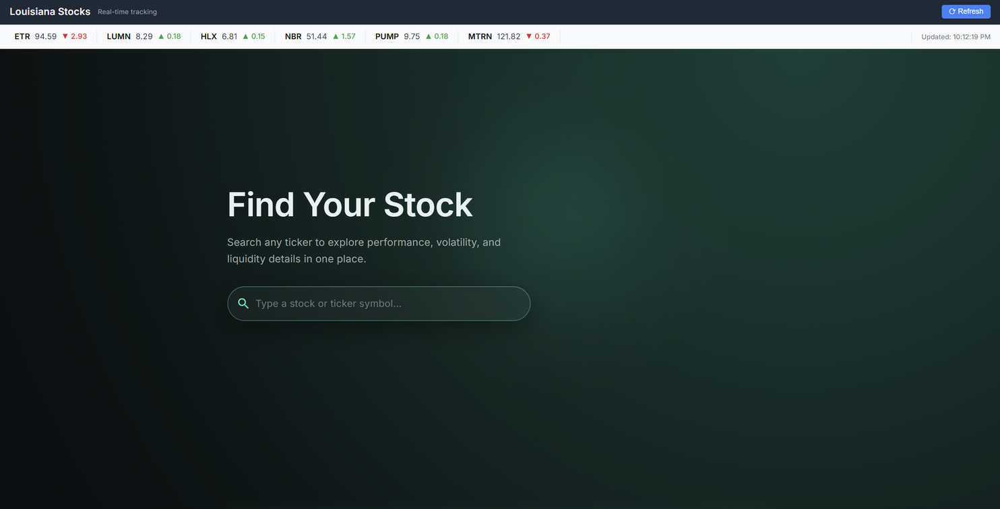 Louisiana Stocks Real-time tracking Refresh
ETR 94.59 ▼ 2.93 LUMN 8.29 ▲ 0.18 HLX 6.81 ▲ 0.15 NBR 51.44 ▲ 1.57 PUMP 9.75 ▲ 0.18 MTRN 121.82 ▼ 0.37 Updated: 10:12:19 PM
Find Your Stock
Search any ticker to explore performance, volatility, and
liquidity details in one place.
Type a stock or ticker symbol...